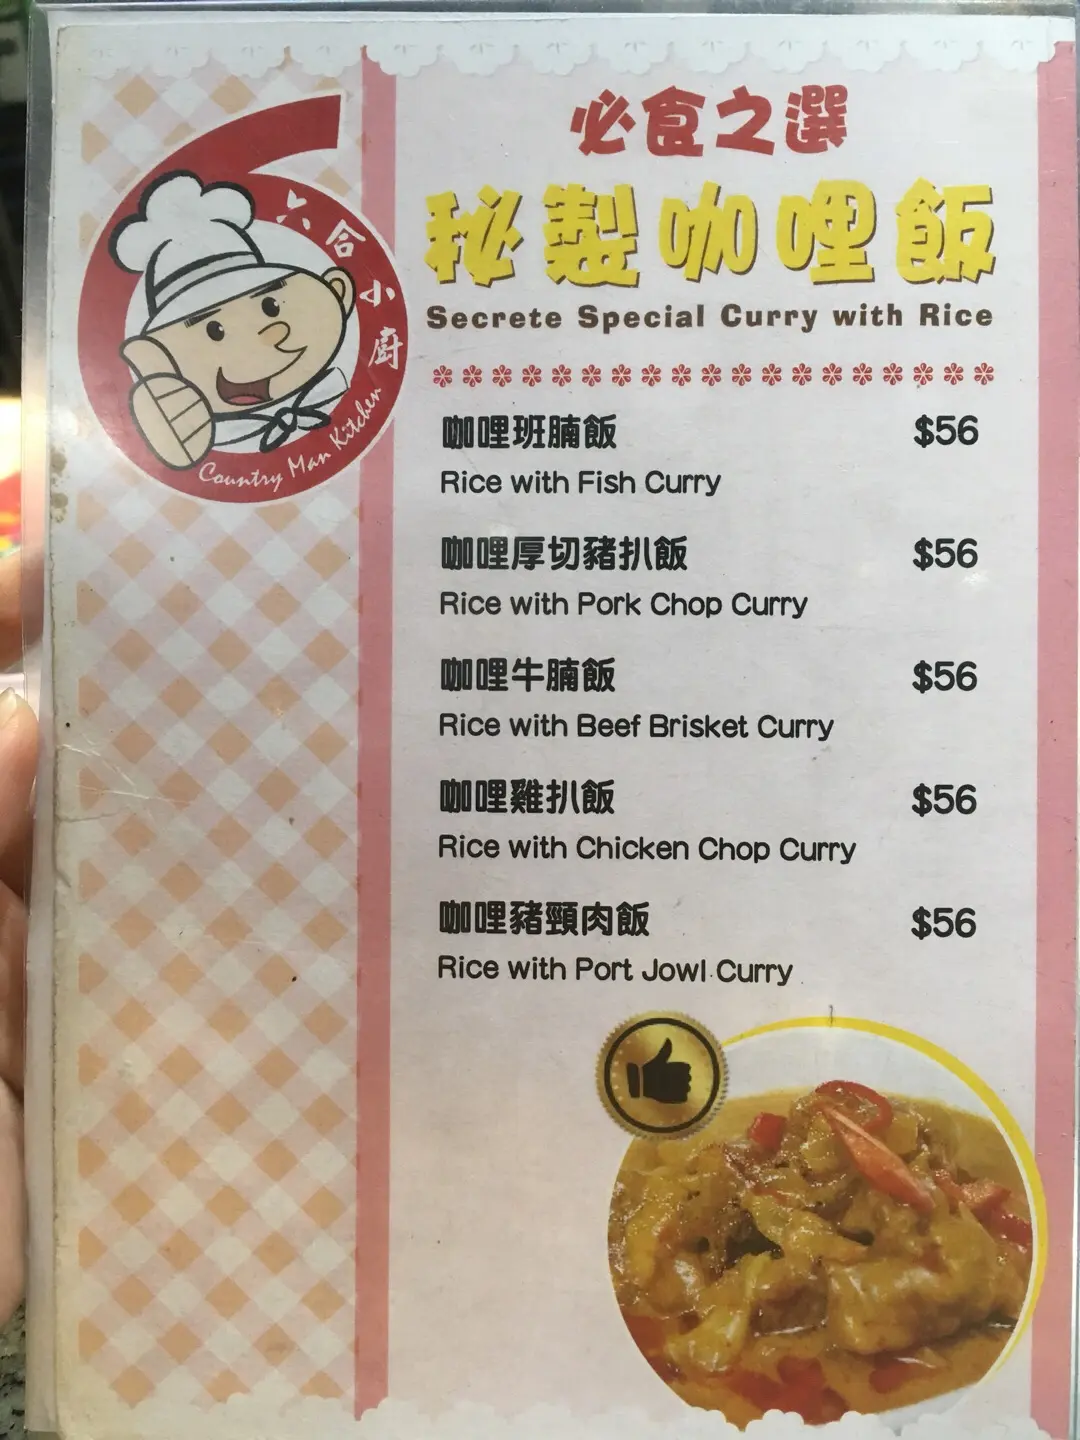 必食之選
六合小廚
Country Man Kitchen
秘製咖哩飯
Secrete Special Curry with Rice
咖哩班腩飯 $56
Rice with Fish Curry
咖哩厚切豬扒飯 $56
Rice with Pork Chop Curry
咖哩牛腩飯 $56
Rice with Beef Brisket Curry
咖哩雞扒飯 $56
Rice with Chicken Chop Curry
咖哩豬頸肉飯 $56
Rice with Port Jowl Curry